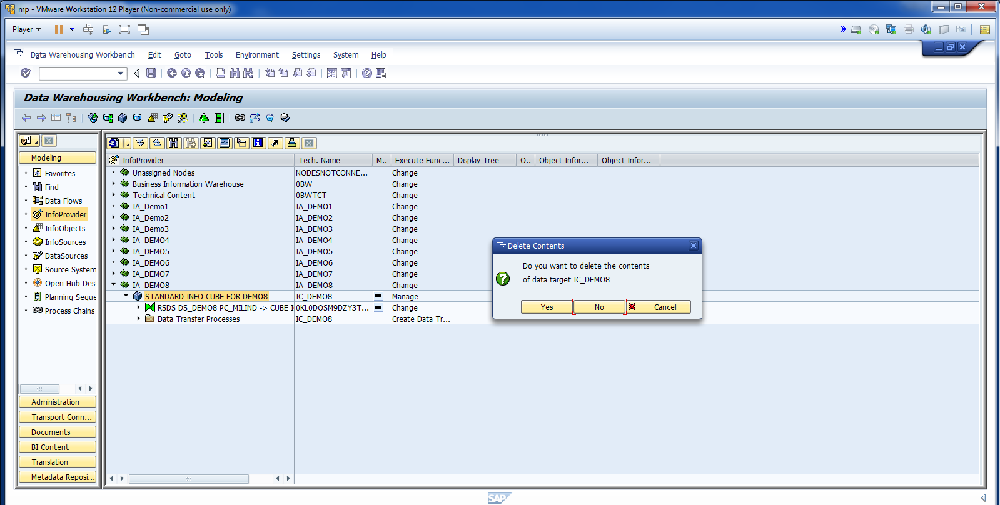 mp - VMware Workstation 12 Player (Non-commercial use only)
Player
Data Warehousing Workbench Edit Goto Tools Environment Settings System Help
Data Warehousing Workbench: Modeling
Modeling
Favorites
Find
Data Flows
InfoProvider
InfoObjects
InfoSources
DataSources
Source System
Open Hub Dest
Planning Seque
Process Chains
Administration
Transport Conn...
Documents
BI Content
Translation
Metadata Reposi...
InfoProvider Tech. Name M.. Execute Func... Display Tree O.. Object Infor... Object Infor...
Unassigned Nodes NODESNOTCONNE... Change
Business Information Warehouse 0BW Change
Technical Content 0BWTCT Change
IA_Demo1 IA_DEMO1 Change
IA_Demo2 IA_DEMO2 Change
IA_Demo3 IA_DEMO3 Change
IA_DEMO4 IA_DEMO4 Change
IA_DEMO5 IA_DEMO5 Change
IA_DEMO6 IA_DEMO6 Change
IA_DEMO7 IA_DEMO7 Change
IA_DEMO8 IA_DEMO8 Change
STANDARD INFO CUBE FOR DEMO8 IC_DEMO8 Manage
RSDS DS_DEMO8 PC_MILIND -> CUBE I 0KL0DOSM9DZY3T... Change
Data Transfer Processes IC_DEMO8 Create Data Tr...
Delete Contents
Do you want to delete the contents
of data target IC_DEMO8
Yes No Cancel
SAP